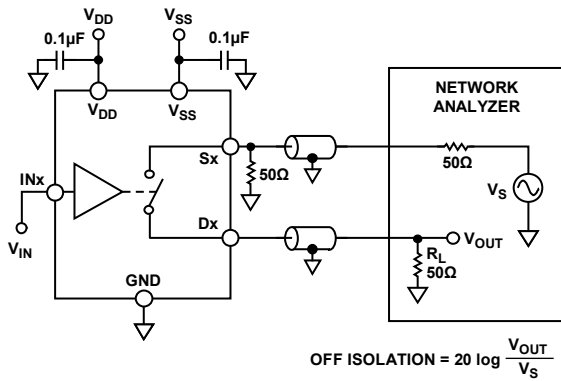 V_DD
V_SS
0.1µF
0.1µF
V_DD
V_SS
NETWORK
ANALYZER
INx
Sx
50Ω
50Ω
V_S
V_IN
Dx
V_OUT
R_L
50Ω
GND
OFF ISOLATION = 20 log V_OUT / V_S